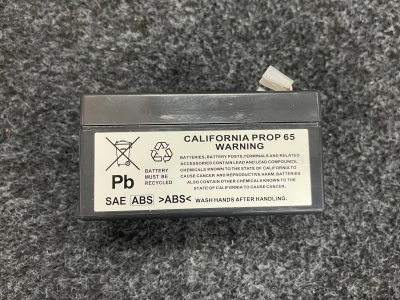 CALIFORNIA PROP 65
WARNING
BATTERIES, BATTERY POSTS, TERMINALS AND RELATED
ACCESSORIES CONTAIN LEAD AND LEAD COMPOUNDS,
CHEMICALS KNOWN TO THE STATE OF CALIFORNIA TO
CAUSE CANCER AND REPRODUCTIVE HARM. BATTERIES
ALSO CONTAIN OTHER CHEMICALS KNOWN TO THE
STATE OF CALIFORNIA TO CAUSE CANCER.
WASH HANDS AFTER HANDLING.
Pb
BATTERY
MUST BE
RECYCLED
SAE ABS >ABS<